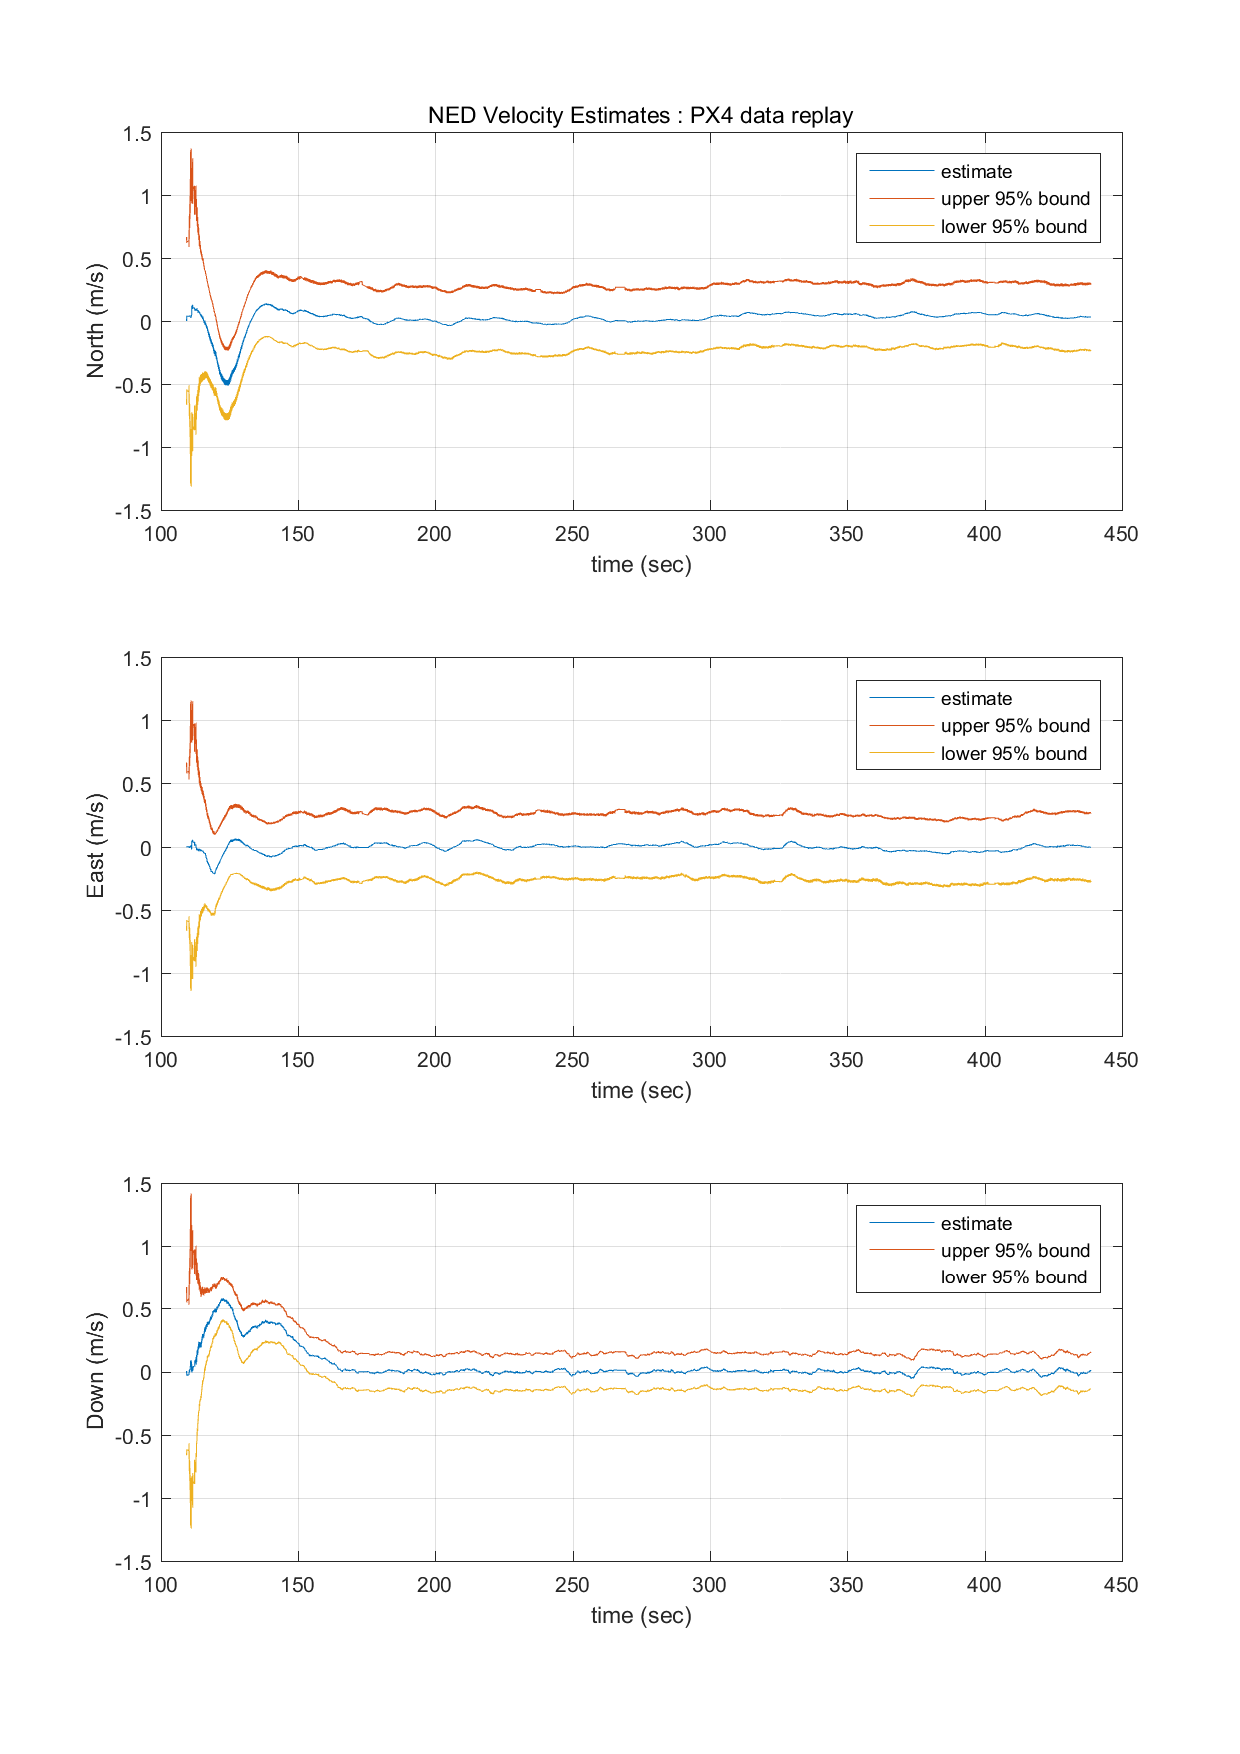 NED Velocity Estimates : PX4 data replay
1.5
1
0.5
0
-0.5
-1
-1.5
North (m/s)
estimate
upper 95% bound
lower 95% bound
100 150 200 250 300 350 400 450
time (sec)
1.5
1
0.5
0
-0.5
-1
-1.5
East (m/s)
estimate
upper 95% bound
lower 95% bound
100 150 200 250 300 350 400 450
time (sec)
1.5
1
0.5
0
-0.5
-1
-1.5
Down (m/s)
estimate
upper 95% bound
lower 95% bound
100 150 200 250 300 350 400 450
time (sec)